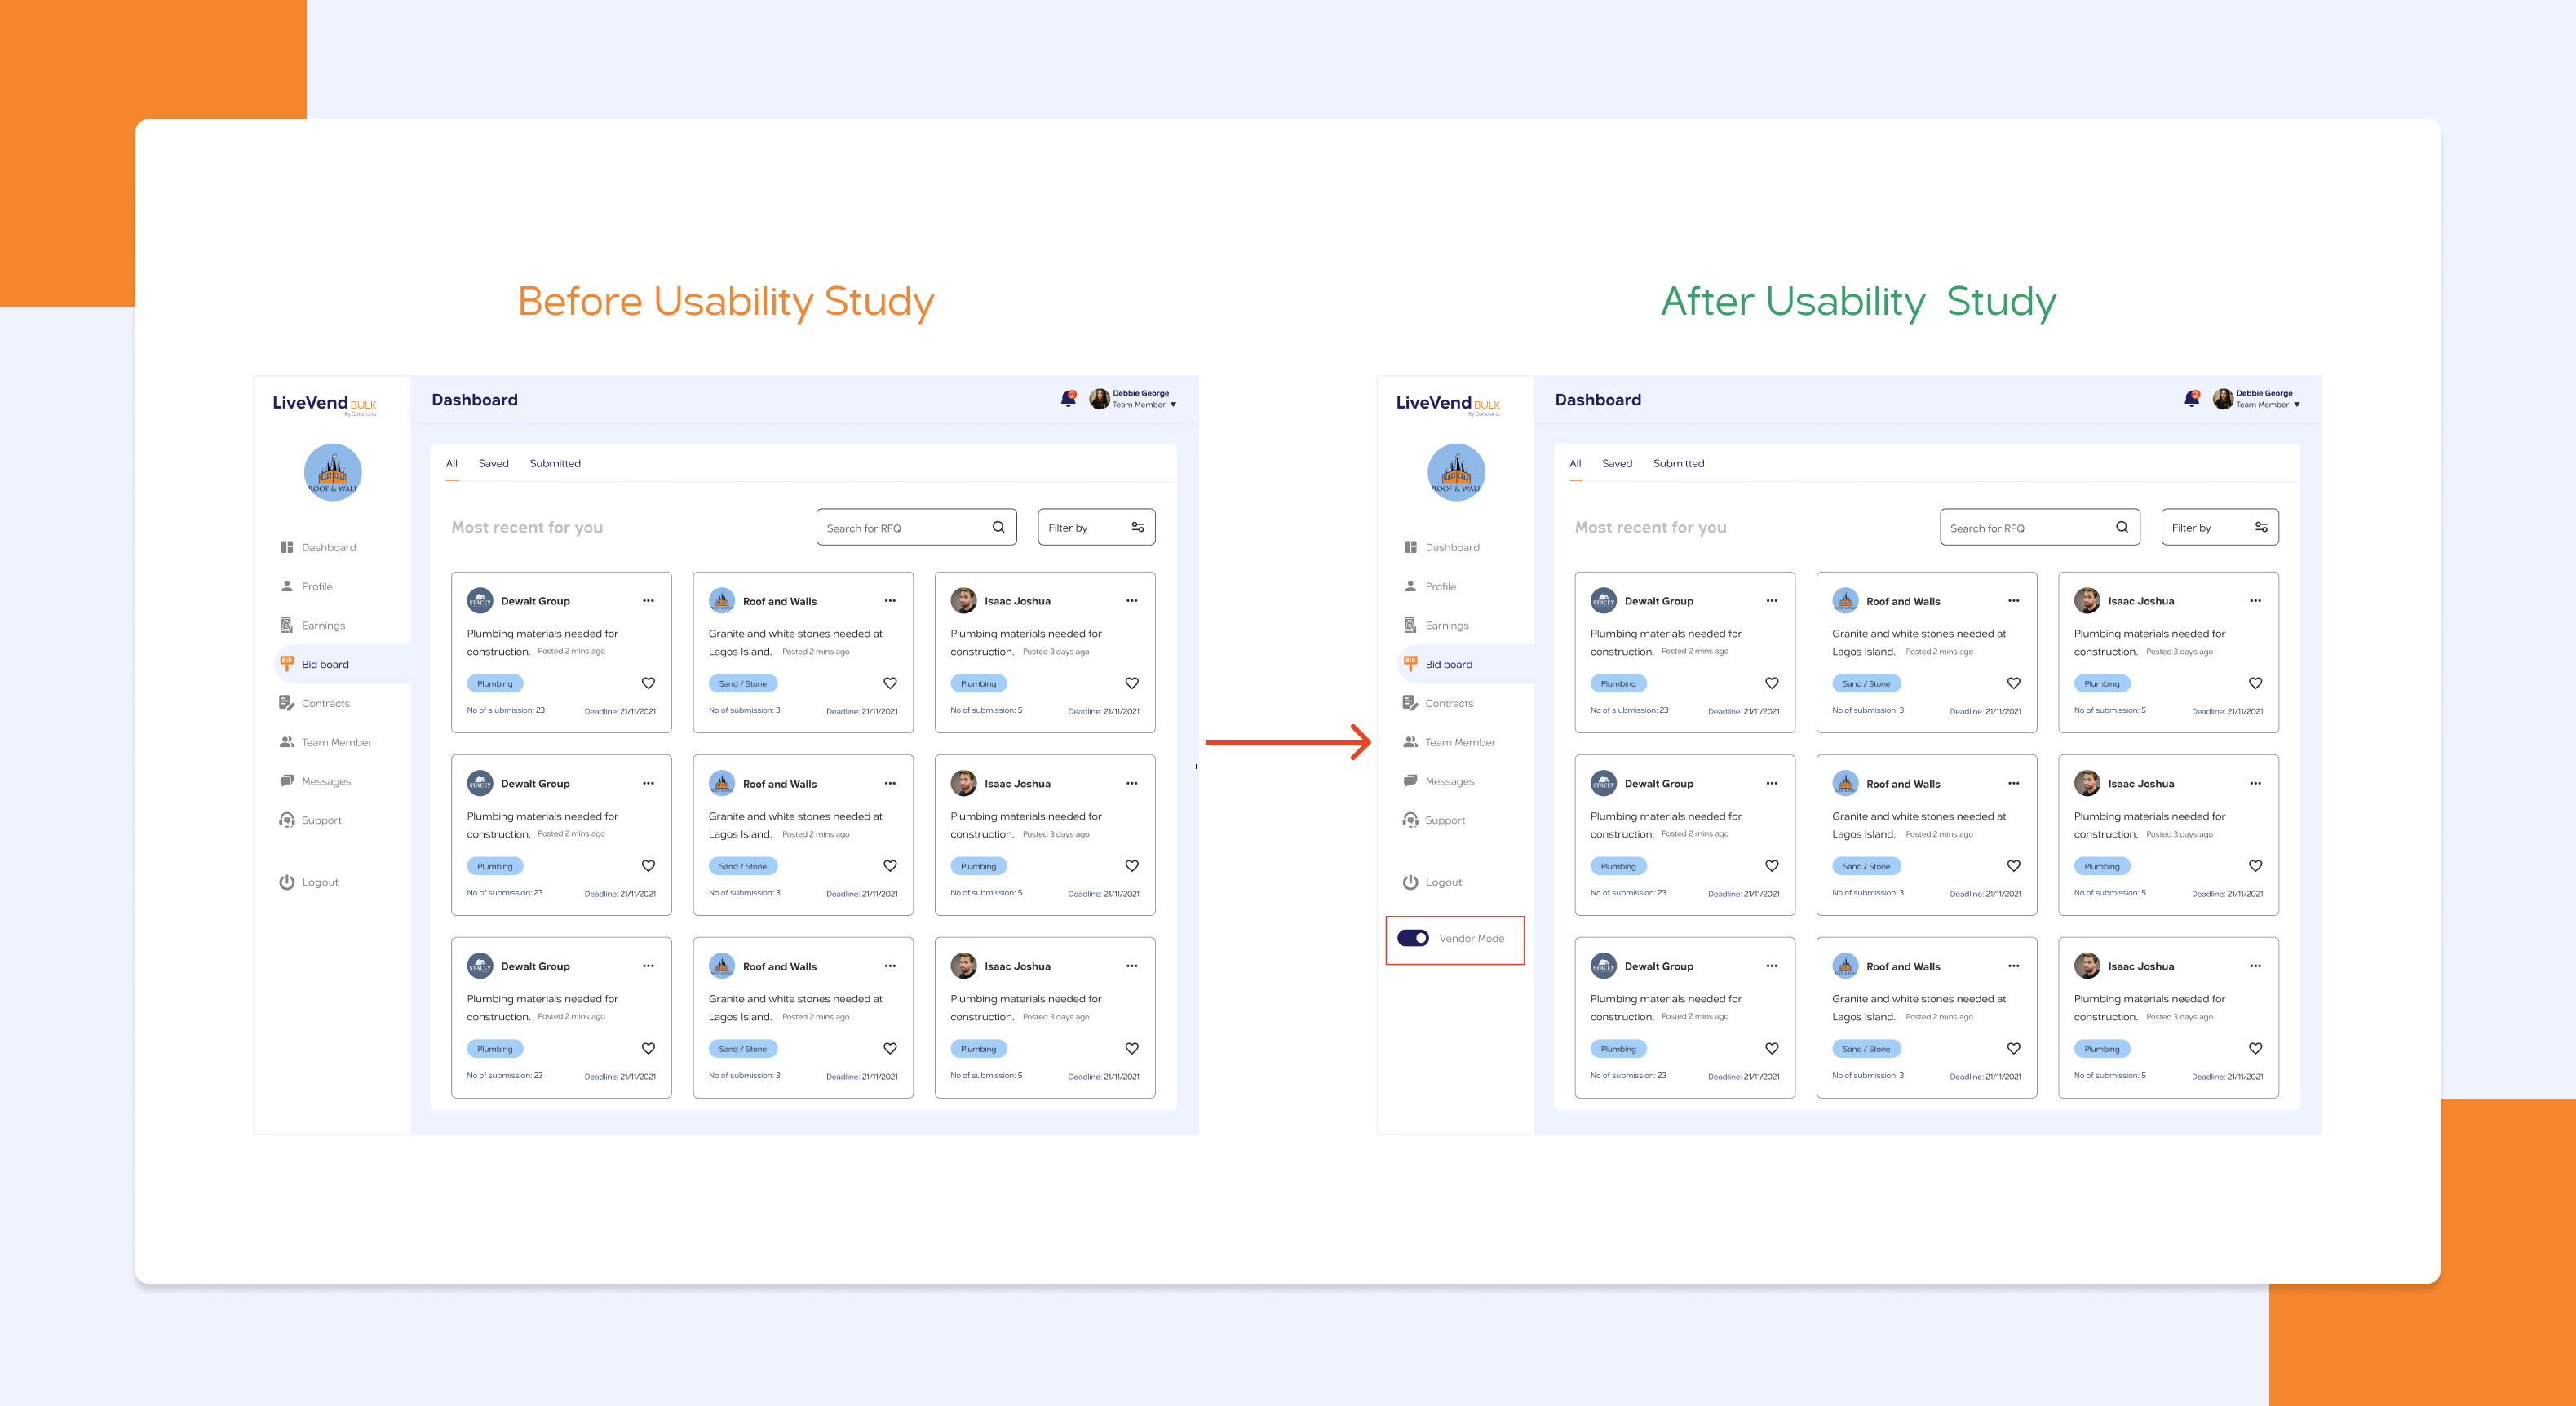 Before Usability Study
After Usability Study
LiveVend BULK
By Cutstructs
ROOF & WALL
Dashboard
Profile
Earnings
BID
Bid board
Contracts
Team Member
Messages
Support
Logout
Dashboard
2
Debbie George
Team Member
All Saved Submitted
Most recent for you
Search for RFQ
Filter by
STACEY
Dewalt Group
Plumbing materials needed for
construction. Posted 2 mins ago
Plumbing
No of s ubmission: 23 Deadline: 21/11/2021
Roof and Walls
Granite and white stones needed at
Lagos Island. Posted 2 mins ago
Sand / Stone
No of submission: 3 Deadline: 21/11/2021
Isaac Joshua
Plumbing materials needed for
construction. Posted 3 days ago
Plumbing
No of submission: 5 Deadline: 21/11/2021
STACEY
Dewalt Group
Plumbing materials needed for
construction. Posted 2 mins ago
Plumbing
No of submission: 23 Deadline: 21/11/2021
Roof and Walls
Granite and white stones needed at
Lagos Island. Posted 2 mins ago
Sand / Stone
No of submission: 3 Deadline: 21/11/2021
Isaac Joshua
Plumbing materials needed for
construction. Posted 3 days ago
Plumbing
No of submission: 5 Deadline: 21/11/2021
STACEY
Dewalt Group
Plumbing materials needed for
construction. Posted 2 mins ago
Plumbing
No of submission: 23 Deadline: 21/11/2021
Roof and Walls
Granite and white stones needed at
Lagos Island. Posted 2 mins ago
Sand / Stone
No of submission: 3 Deadline: 21/11/2021
Isaac Joshua
Plumbing materials needed for
construction. Posted 3 days ago
Plumbing
No of submission: 5 Deadline: 21/11/2021
LiveVend BULK
By Cutstructs
ROOF & WALL
Dashboard
Profile
Earnings
BID
Bid board
Contracts
Team Member
Messages
Support
Logout
Vendor Mode
Dashboard
2
Debbie George
Team Member
All Saved Submitted
Most recent for you
Search for RFQ
Filter by
STACEY
Dewalt Group
Plumbing materials needed for
construction. Posted 2 mins ago
Plumbing
No of s ubmission: 23 Deadline: 21/11/2021
Roof and Walls
Granite and white stones needed at
Lagos Island. Posted 2 mins ago
Sand / Stone
No of submission: 3 Deadline: 21/11/2021
Isaac Joshua
Plumbing materials needed for
construction. Posted 3 days ago
Plumbing
No of submission: 5 Deadline: 21/11/2021
STACEY
Dewalt Group
Plumbing materials needed for
construction. Posted 2 mins ago
Plumbing
No of submission: 23 Deadline: 21/11/2021
Roof and Walls
Granite and white stones needed at
Lagos Island. Posted 2 mins ago
Sand / Stone
No of submission: 3 Deadline: 21/11/2021
Isaac Joshua
Plumbing materials needed for
construction. Posted 3 days ago
Plumbing
No of submission: 5 Deadline: 21/11/2021
STACEY
Dewalt Group
Plumbing materials needed for
construction. Posted 2 mins ago
Plumbing
No of submission: 23 Deadline: 21/11/2021
Roof and Walls
Granite and white stones needed at
Lagos Island. Posted 2 mins ago
Sand / Stone
No of submission: 3 Deadline: 21/11/2021
Isaac Joshua
Plumbing materials needed for
construction. Posted 3 days ago
Plumbing
No of submission: 5 Deadline: 21/11/2021